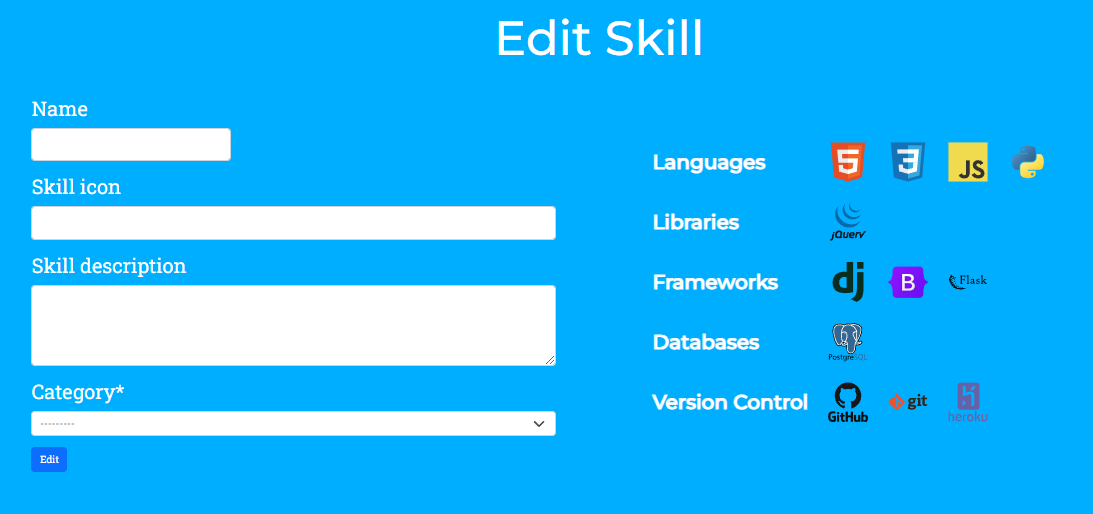 Edit Skill
Name
Skill icon
Skill description
Category*
---------
Edit
Languages
5
3
JS
Libraries
jQuery
Frameworks
dj
B
Flask
Databases
PostgreSQL
Version Control
GitHub
git
heroku